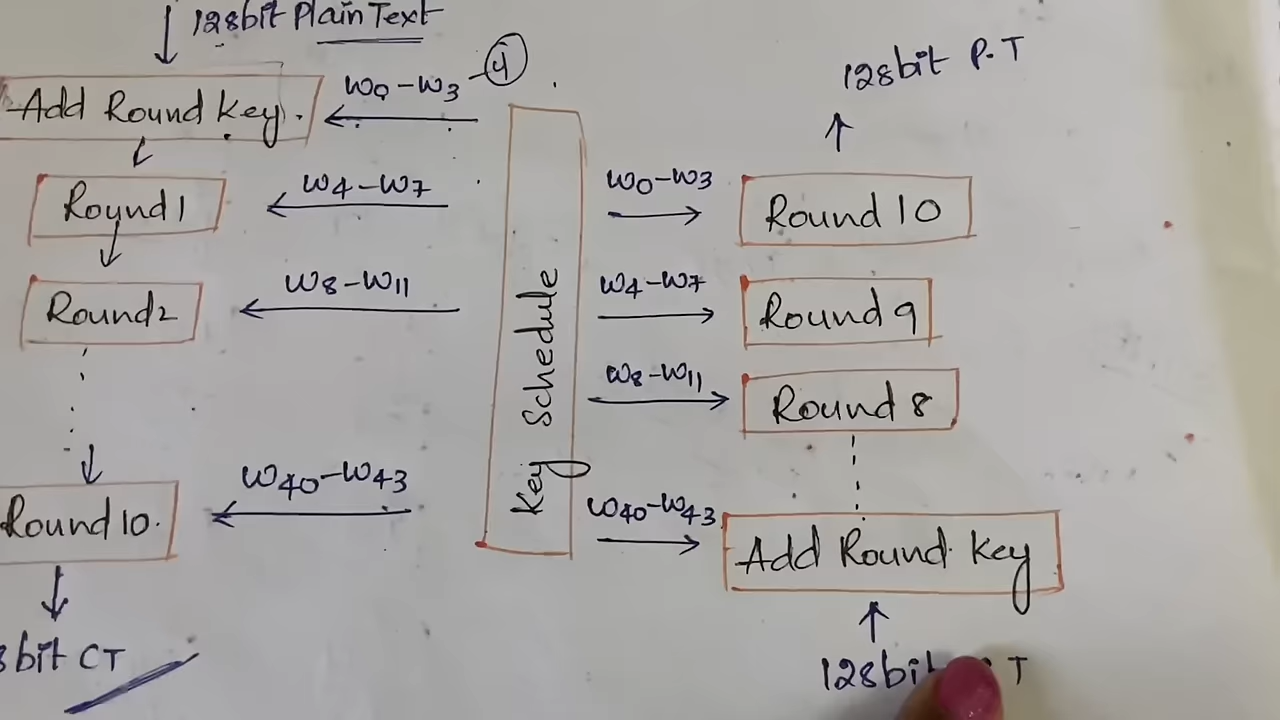 128bit Plain Text
4
Add Round Key.
W0-W3
Round 1
W4-W7
Round2
W8-W11
Round 10.
W40-W43
bit CT
Key Schedule
128bit P.T
W0-W3
Round 10
W4-W7
Round 9
W8-W11
Round 8
W40-W43
Add Round Key
128bit T